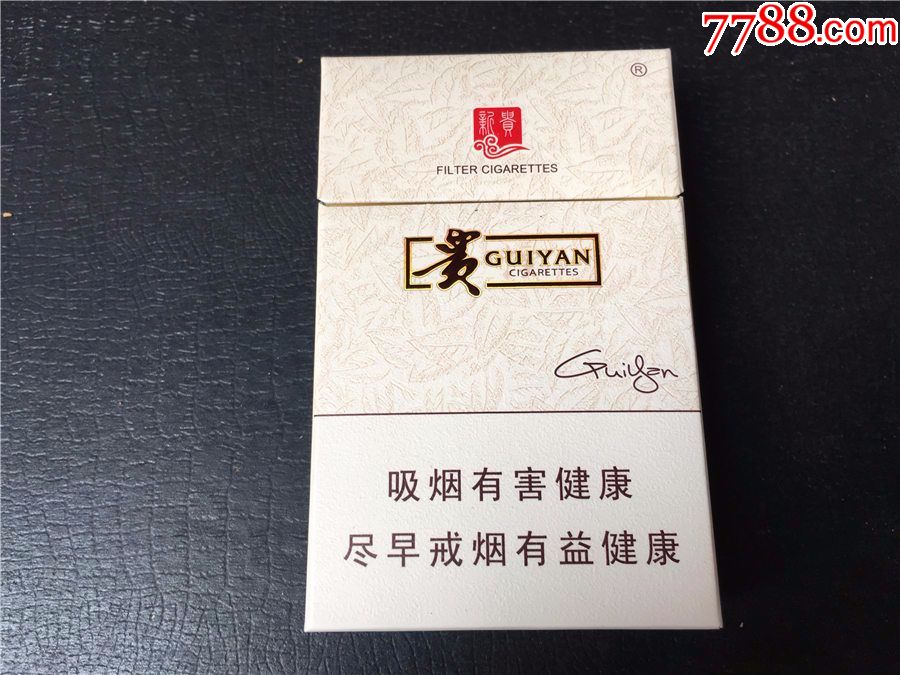 7788.com
®
新貴
FILTER CIGARETTES
贵 GUIYAN
CIGARETTES
GuiYan
吸烟有害健康
尽早戒烟有益健康